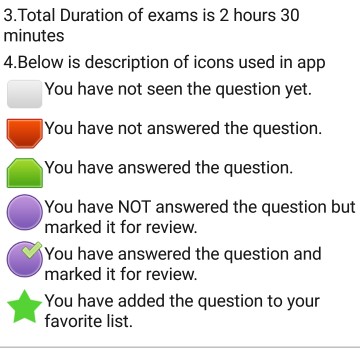 3.Total Duration of exams is 2 hours 30
minutes
4.Below is description of icons used in app
You have not seen the question yet.
You have not answered the question.
You have answered the question.
You have NOT answered the question but
marked it for review.
You have answered the question and
marked it for review.
You have added the question to your
favorite list.